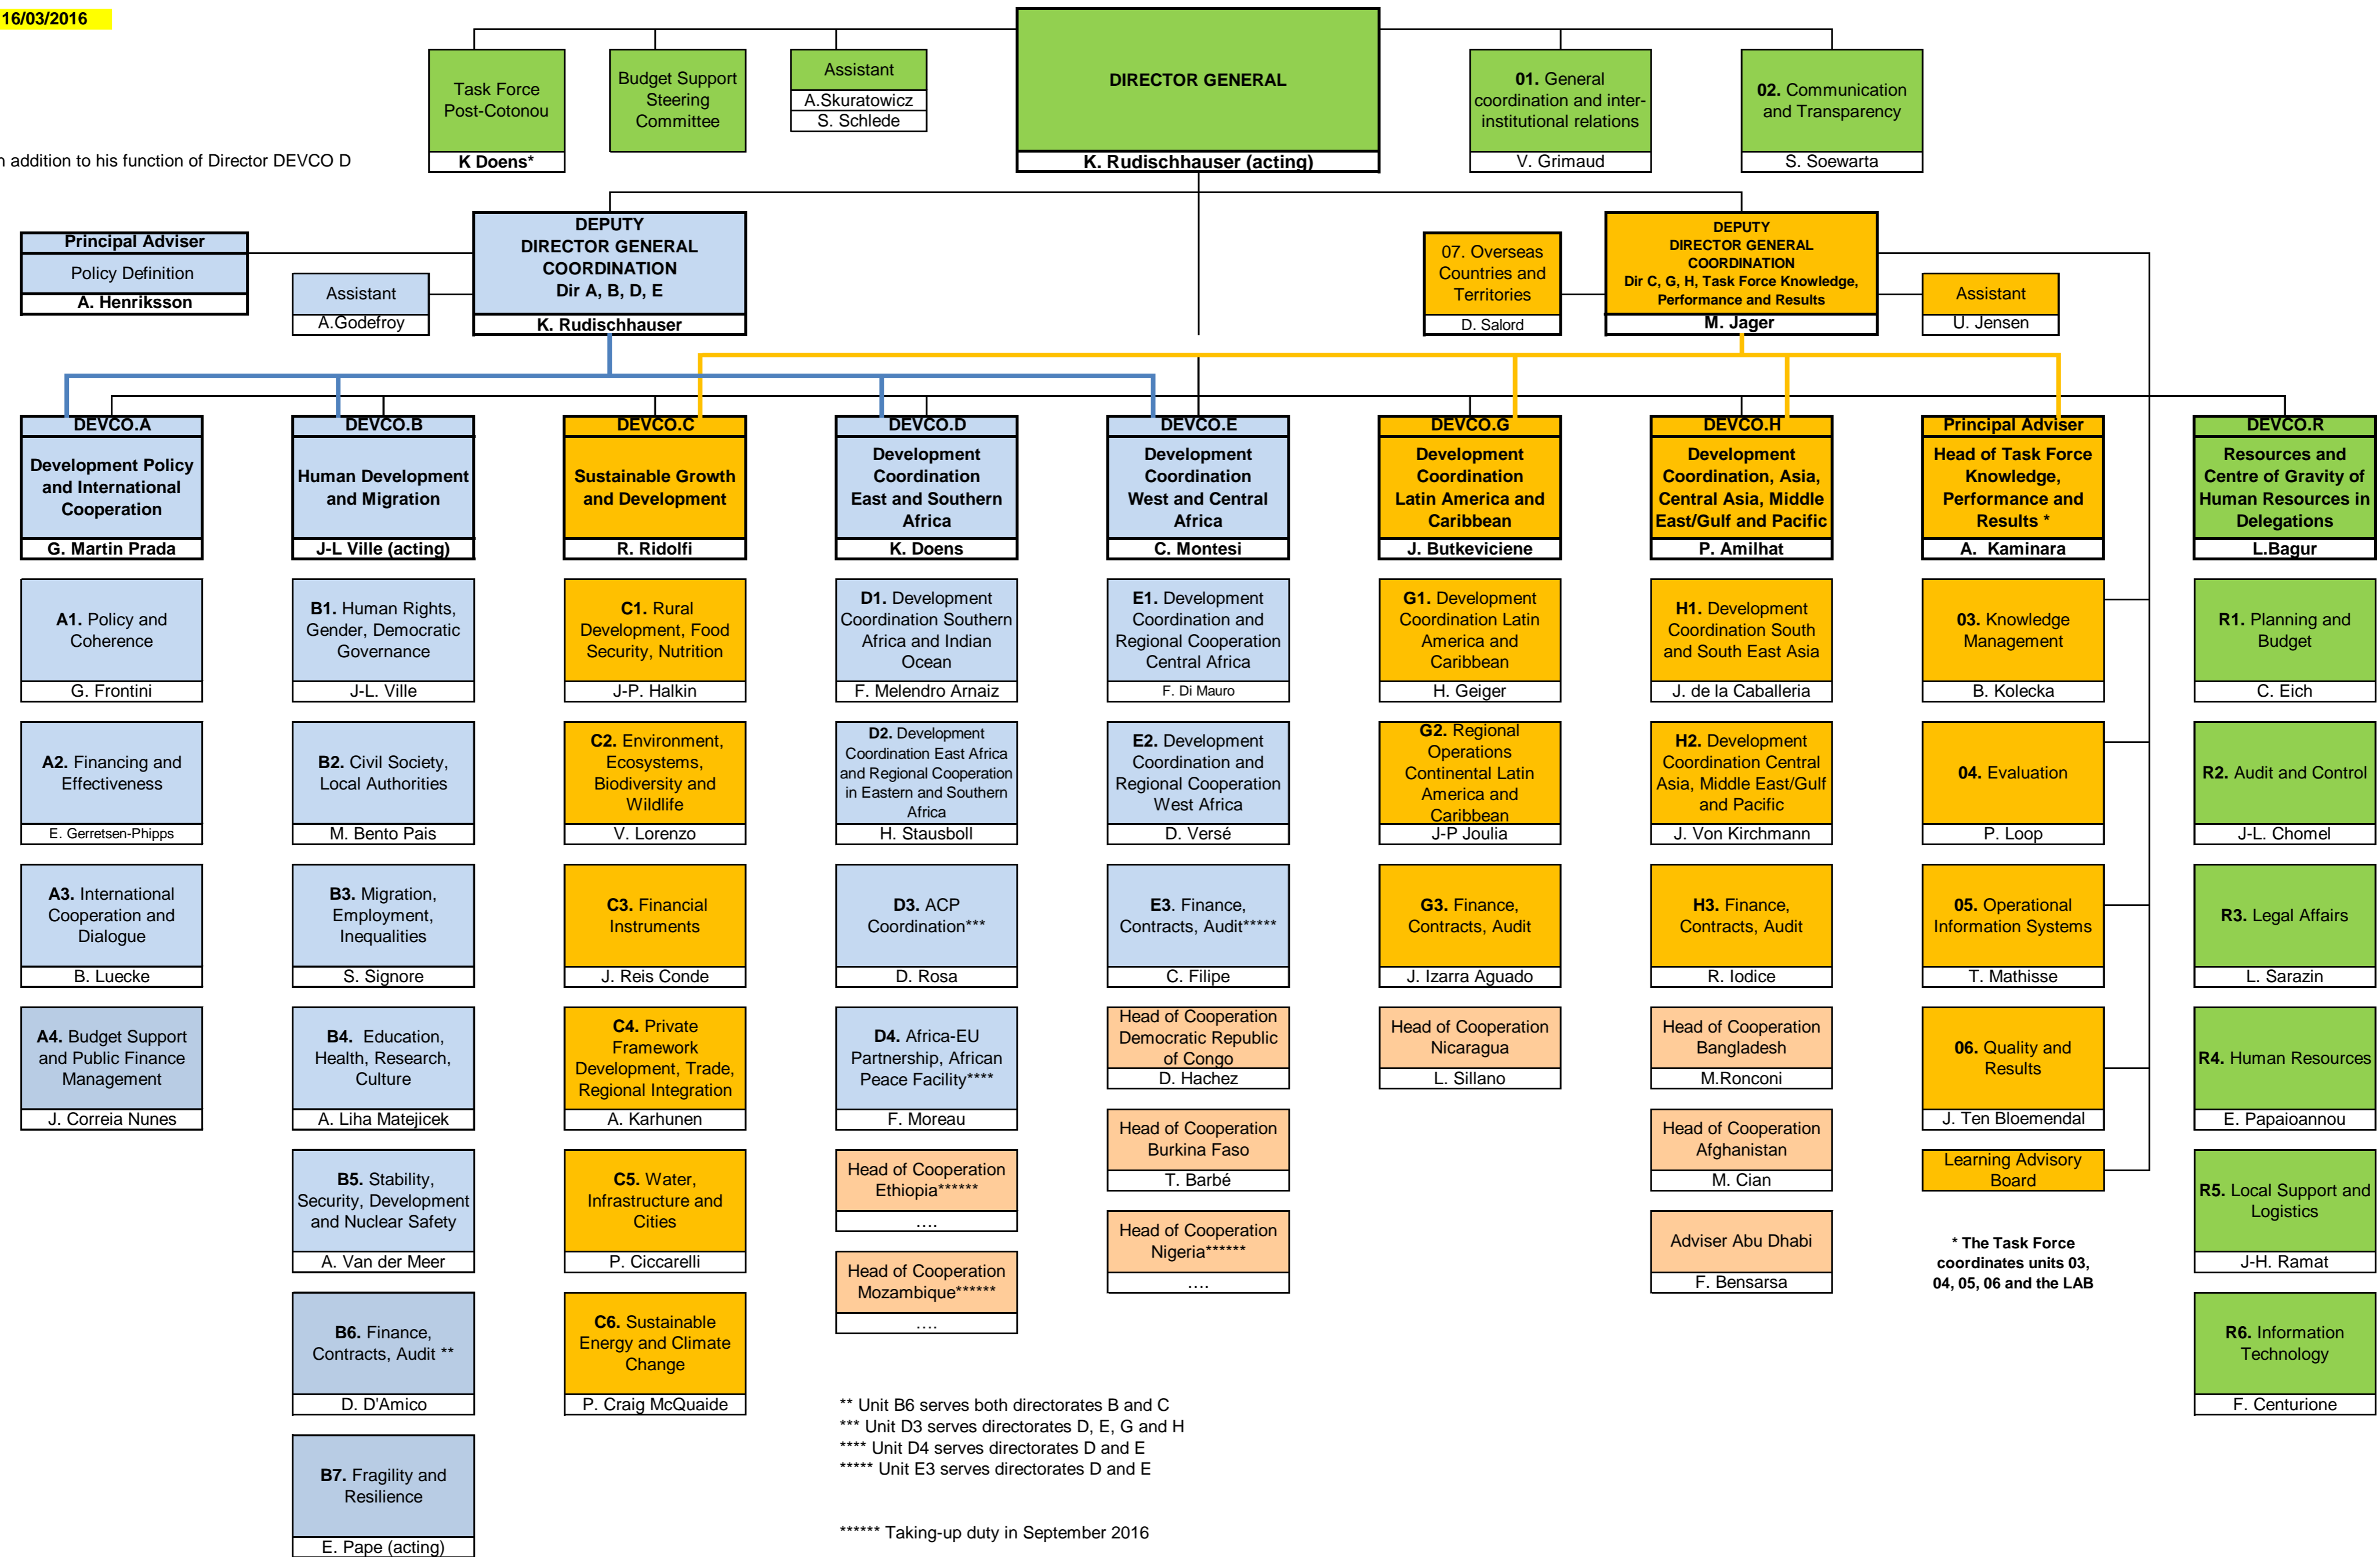 16/03/2016
Task Force
Post-Cotonou
K Doens*
Budget Support
Steering
Committee
Assistant
A.Skuratowicz
S. Schlede
DIRECTOR GENERAL
K. Rudischhauser (acting)
01. General
coordination and inter-
institutional relations
V. Grimaud
02. Communication
and Transparency
S. Soewarta
addition to his function of Director DEVCO D
Principal Adviser
Policy Definition
A. Henriksson
Assistant
A.Godefroy
DEPUTY
DIRECTOR GENERAL
COORDINATION
Dir A, B, D, E
K. Rudischhauser
07. Overseas
Countries and
Territories
D. Salord
DEPUTY
DIRECTOR GENERAL
COORDINATION
Dir C, G, H, Task Force Knowledge,
Performance and Results
M. Jager
Assistant
U. Jensen
DEVCO.A
Development Policy
and International
Cooperation
G. Martin Prada
A1. Policy and
Coherence
G. Frontini
A2. Financing and
Effectiveness
E. Gerretsen-Phipps
A3. International
Cooperation and
Dialogue
B. Luecke
A4. Budget Support
and Public Finance
Management
J. Correia Nunes
DEVCO.B
Human Development
and Migration
J-L Ville (acting)
B1. Human Rights,
Gender, Democratic
Governance
J-L. Ville
B2. Civil Society,
Local Authorities
M. Bento Pais
B3. Migration,
Employment,
Inequalities
S. Signore
B4. Education,
Health, Research,
Culture
A. Liha Matejicek
B5. Stability,
Security, Development
and Nuclear Safety
A. Van der Meer
B6. Finance,
Contracts, Audit **
D. D'Amico
B7. Fragility and
Resilience
E. Pape (acting)
DEVCO.C
Sustainable Growth
and Development
R. Ridolfi
C1. Rural
Development, Food
Security, Nutrition
J-P. Halkin
C2. Environment,
Ecosystems,
Biodiversity and
Wildlife
V. Lorenzo
C3. Financial
Instruments
J. Reis Conde
C4. Private
Framework
Development, Trade,
Regional Integration
A. Karhunen
C5. Water,
Infrastructure and
Cities
P. Ciccarelli
C6. Sustainable
Energy and Climate
Change
P. Craig McQuaide
DEVCO.D
Development
Coordination
East and Southern
Africa
K. Doens
D1. Development
Coordination Southern
Africa and Indian
Ocean
F. Melendro Arnaiz
D2. Development
Coordination East Africa
and Regional Cooperation
in Eastern and Southern
Africa
H. Stausboll
D3. ACP
Coordination***
D. Rosa
D4. Africa-EU
Partnership, African
Peace Facility****
F. Moreau
Head of Cooperation
Ethiopia******
....
Head of Cooperation
Mozambique******
....
DEVCO.E
Development
Coordination
West and Central
Africa
C. Montesi
E1. Development
Coordination and
Regional Cooperation
Central Africa
F. Di Mauro
E2. Development
Coordination and
Regional Cooperation
West Africa
D. Versé
E3. Finance,
Contracts, Audit*****
C. Filipe
Head of Cooperation
Democratic Republic
of Congo
D. Hachez
Head of Cooperation
Burkina Faso
T. Barbé
Head of Cooperation
Nigeria******
....
DEVCO.G
Development
Coordination
Latin America and
Caribbean
J. Butkeviciene
G1. Development
Coordination Latin
America and
Caribbean
H. Geiger
G2. Regional
Operations
Continental Latin
America and
Caribbean
J-P Joulia
G3. Finance,
Contracts, Audit
J. Izarra Aguado
Head of Cooperation
Nicaragua
L. Sillano
DEVCO.H
Development
Coordination, Asia,
Central Asia, Middle
East/Gulf and Pacific
P. Amilhat
H1. Development
Coordination South
and South East Asia
J. de la Caballeria
H2. Development
Coordination Central
Asia, Middle East/Gulf
and Pacific
J. Von Kirchmann
H3. Finance,
Contracts, Audit
R. Iodice
Head of Cooperation
Bangladesh
M.Ronconi
Head of Cooperation
Afghanistan
M. Cian
Adviser Abu Dhabi
F. Bensarsa
Principal Adviser
Head of Task Force
Knowledge,
Performance and
Results *
A. Kaminara
03. Knowledge
Management
B. Kolecka
04. Evaluation
P. Loop
05. Operational
Information Systems
T. Mathisse
06. Quality and
Results
J. Ten Bloemendal
Learning Advisory
Board
* The Task Force
coordinates units 03,
04, 05, 06 and the LAB
DEVCO.R
Resources and
Centre of Gravity of
Human Resources in
Delegations
L.Bagur
R1. Planning and
Budget
C. Eich
R2. Audit and Control
J-L. Chomel
R3. Legal Affairs
L. Sarazin
R4. Human Resources
E. Papaioannou
R5. Local Support and
Logistics
J-H. Ramat
R6. Information
Technology
F. Centurione
** Unit B6 serves both directorates B and C
*** Unit D3 serves directorates D, E, G and H
**** Unit D4 serves directorates D and E
***** Unit E3 serves directorates D and E
****** Taking-up duty in September 2016